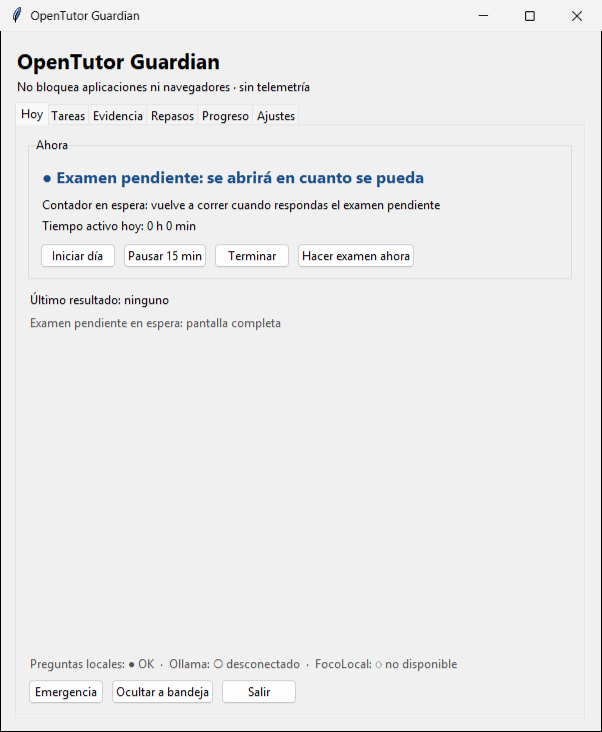 OpenTutor Guardian
OpenTutor Guardian
No bloquea aplicaciones ni navegadores · sin telemetría
Hoy Tareas Evidencia Repasos Progreso Ajustes
Ahora
● Examen pendiente: se abrirá en cuanto se pueda
Contador en espera: vuelve a correr cuando respondas el examen pendiente
Tiempo activo hoy: 0 h 0 min
Iniciar día Pausar 15 min Terminar Hacer examen ahora
Último resultado: ninguno
Examen pendiente en espera: pantalla completa
Preguntas locales: ● OK · Ollama: ○ desconectado · FocoLocal: ○ no disponible
Emergencia Ocultar a bandeja Salir